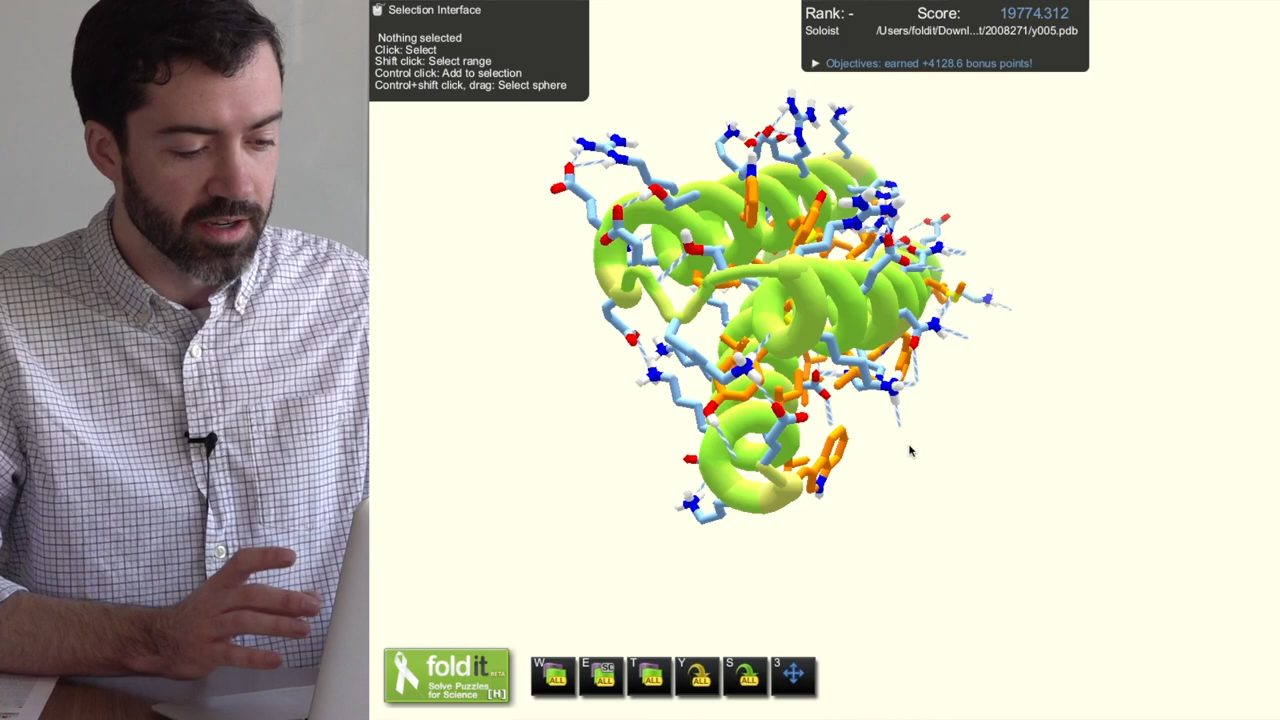 Selection Interface
Nothing selected
Click: Select
Shift click: Select range
Control click: Add to selection
Control+shift click, drag: Select sphere
Rank: - Score: 19774.312
Soloist /Users/foldit/Downl...t/2008271/y005.pdb
Objectives: earned +4128.6 bonus points!
foldit BETA
Solve Puzzles
for Science [H]
W ALL E SC ALL T ALL Y ALL S ALL 3